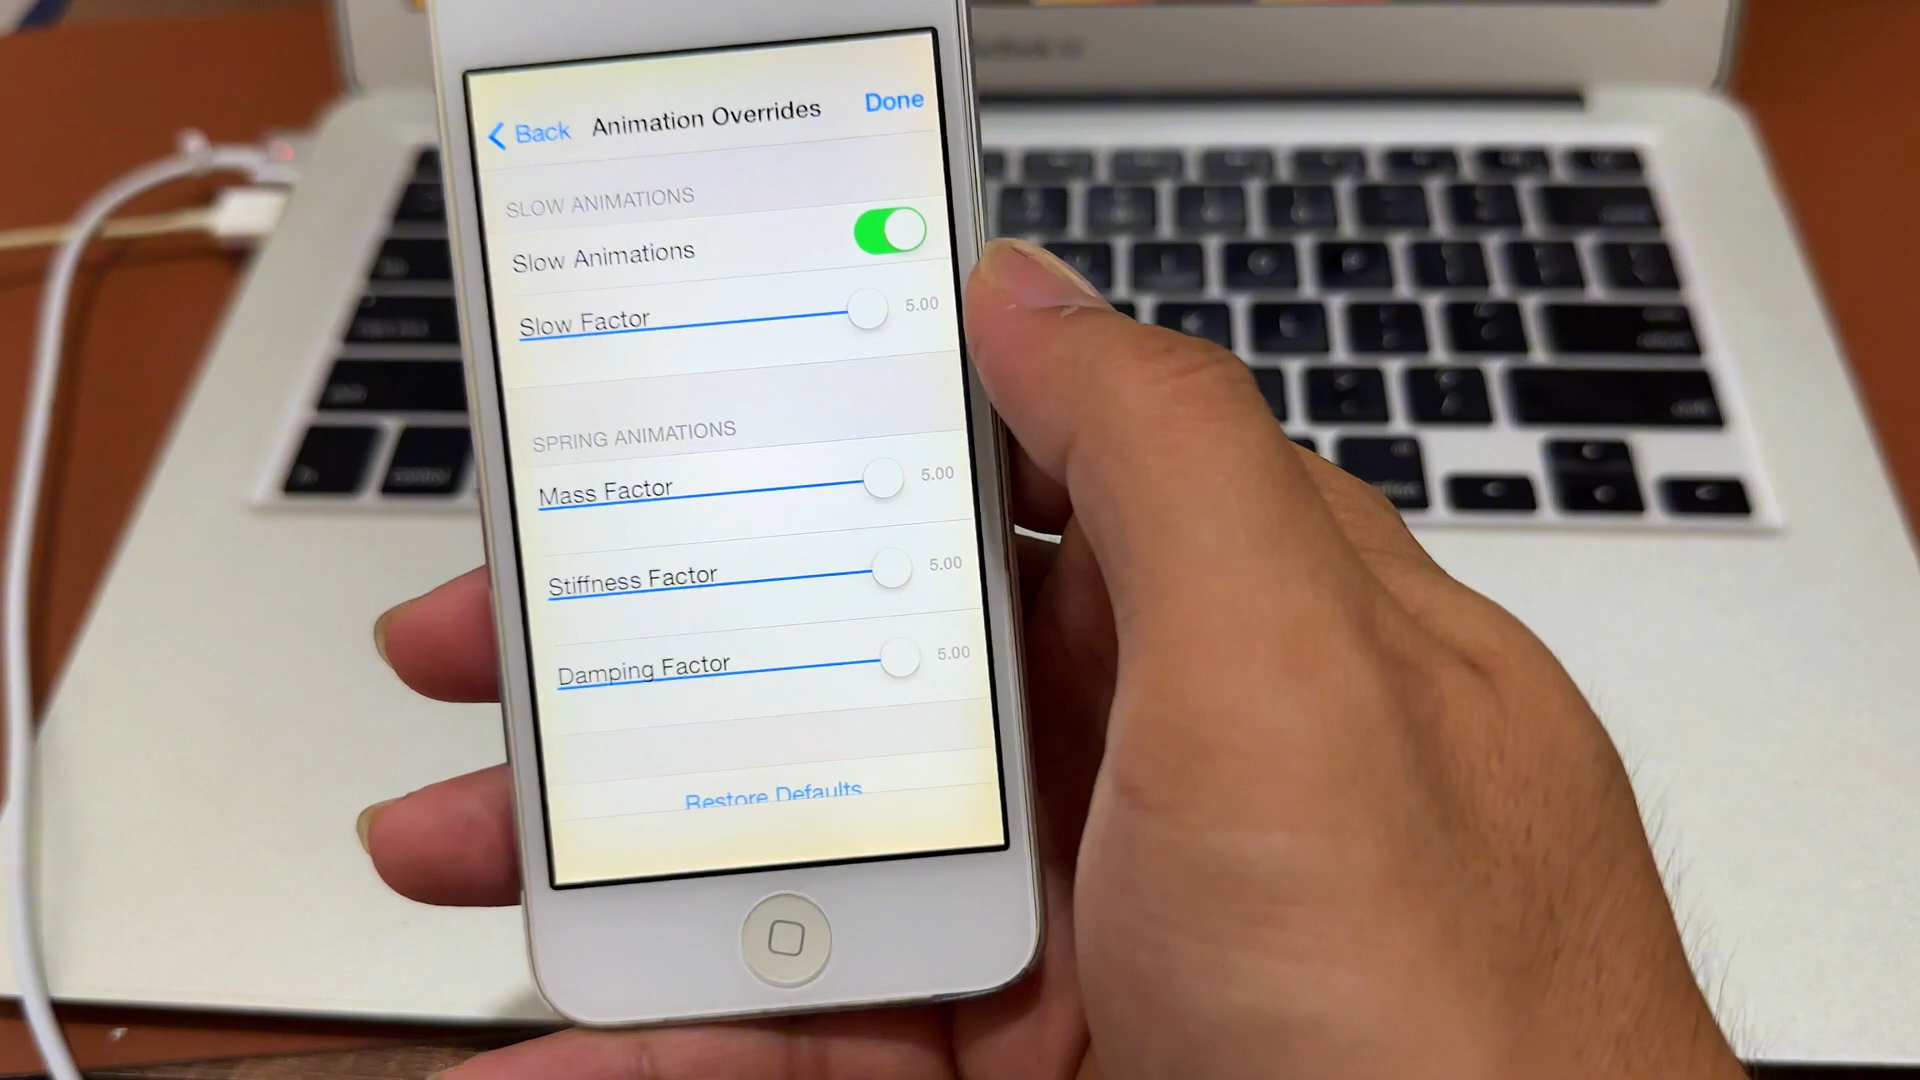 Back Animation Overrides Done
SLOW ANIMATIONS
Slow Animations
Slow Factor 5.00
SPRING ANIMATIONS
Mass Factor 5.00
Stiffness Factor 5.00
Damping Factor 5.00
Restore Defaults
control